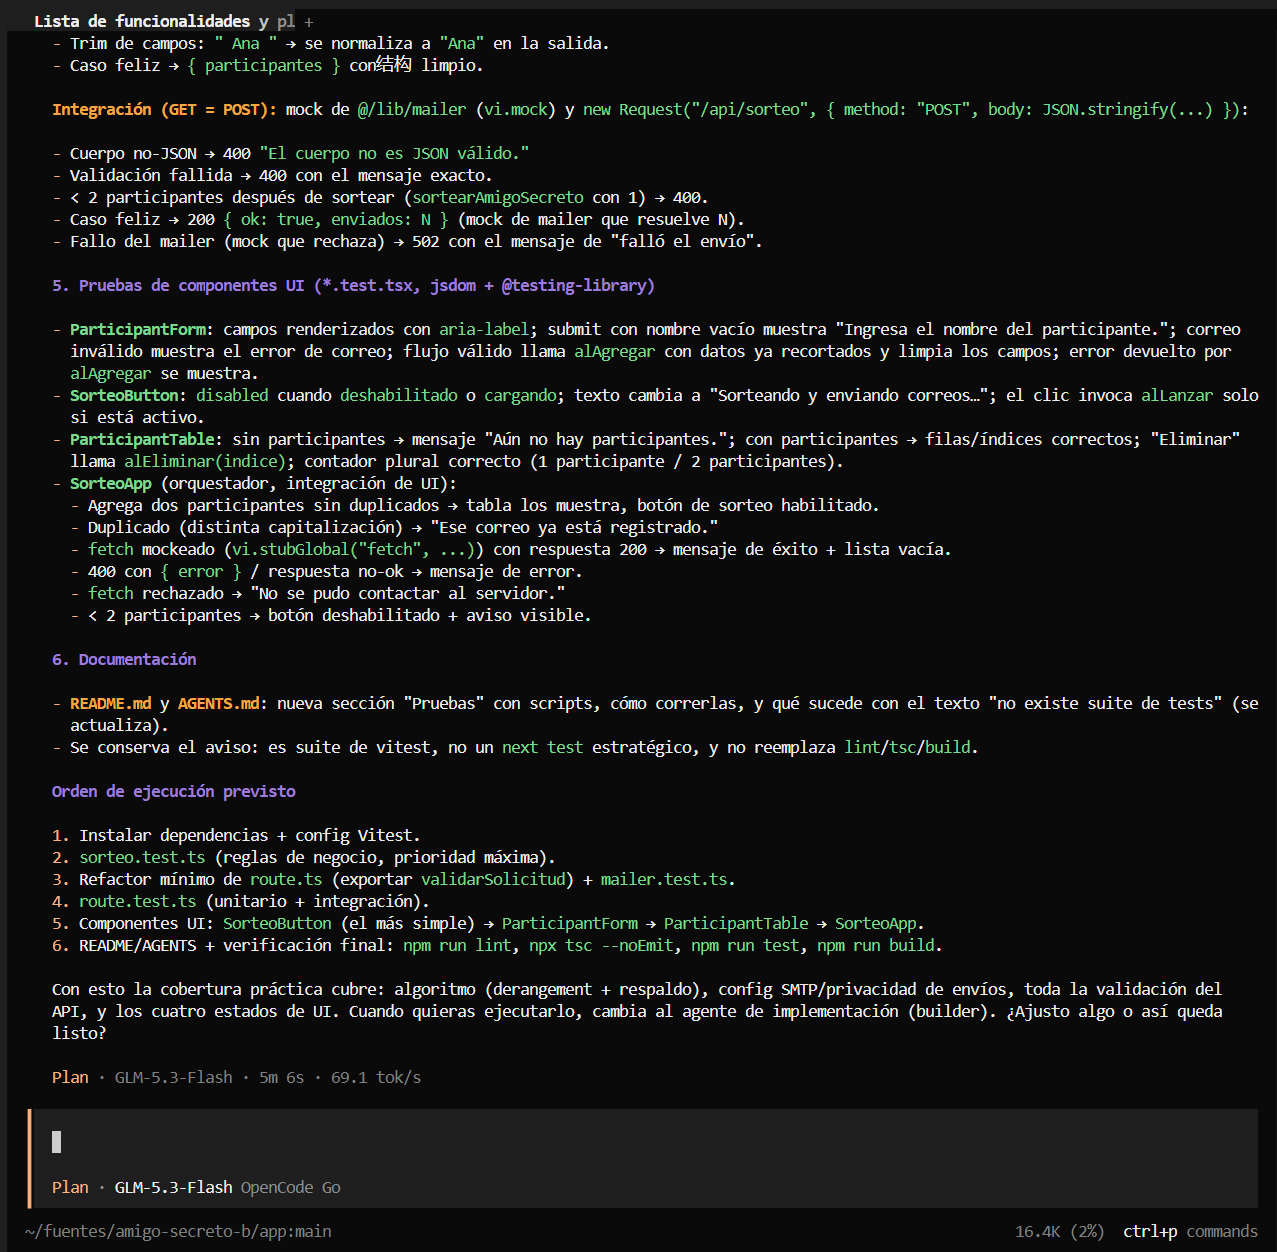 Lista de funcionalidades y pl +
- Trim de campos: " Ana " → se normaliza a "Ana" en la salida.
- Caso feliz → { participantes } con结构 limpio.
Integración (GET = POST): mock de @/lib/mailer (vi.mock) y new Request("/api/sorteo", { method: "POST", body: JSON.stringify(...) }):
- Cuerpo no-JSON → 400 "El cuerpo no es JSON válido."
- Validación fallida → 400 con el mensaje exacto.
- < 2 participantes después de sortear (sortearAmigoSecreto con 1) → 400.
- Caso feliz → 200 { ok: true, enviados: N } (mock de mailer que resuelve N).
- Fallo del mailer (mock que rechaza) → 502 con el mensaje de "falló el envío".
5. Pruebas de componentes UI (*.test.tsx, jsdom + @testing-library)
- ParticipantForm: campos renderizados con aria-label; submit con nombre vacío muestra "Ingresa el nombre del participante."; correo
inválido muestra el error de correo; flujo válido llama alAgregar con datos ya recortados y limpia los campos; error devuelto por
alAgregar se muestra.
- SorteoButton: disabled cuando deshabilitado o cargando; texto cambia a "Sorteando y enviando correos…"; el clic invoca alLanzar solo
si está activo.
- ParticipantTable: sin participantes → mensaje "Aún no hay participantes."; con participantes → filas/índices correctos; "Eliminar"
llama alEliminar(indice); contador plural correcto (1 participante / 2 participantes).
- SorteoApp (orquestador, integración de UI):
- Agrega dos participantes sin duplicados → tabla los muestra, botón de sorteo habilitado.
- Duplicado (distinta capitalización) → "Ese correo ya está registrado."
- fetch mockeado (vi.stubGlobal("fetch", ...)) con respuesta 200 → mensaje de éxito + lista vacía.
- 400 con { error } / respuesta no-ok → mensaje de error.
- fetch rechazado → "No se pudo contactar al servidor."
- < 2 participantes → botón deshabilitado + aviso visible.
6. Documentación
- README.md y AGENTS.md: nueva sección "Pruebas" con scripts, cómo correrlas, y qué sucede con el texto "no existe suite de tests" (se
actualiza).
- Se conserva el aviso: es suite de vitest, no un next test estratégico, y no reemplaza lint/tsc/build.
Orden de ejecución previsto
1. Instalar dependencias + config Vitest.
2. sorteo.test.ts (reglas de negocio, prioridad máxima).
3. Refactor mínimo de route.ts (exportar validarSolicitud) + mailer.test.ts.
4. route.test.ts (unitario + integración).
5. Componentes UI: SorteoButton (el más simple) → ParticipantForm → ParticipantTable → SorteoApp.
6. README/AGENTS + verificación final: npm run lint, npx tsc --noEmit, npm run test, npm run build.
Con esto la cobertura práctica cubre: algoritmo (derangement + respaldo), config SMTP/privacidad de envíos, toda la validación del
API, y los cuatro estados de UI. Cuando quieras ejecutarlo, cambia al agente de implementación (builder). ¿Ajusto algo o así queda
listo?
Plan · GLM-5.3-Flash · 5m 6s · 69.1 tok/s
Plan · GLM-5.3-Flash OpenCode Go
~/fuentes/amigo-secreto-b/app:main 16.4K (2%) ctrl+p commands